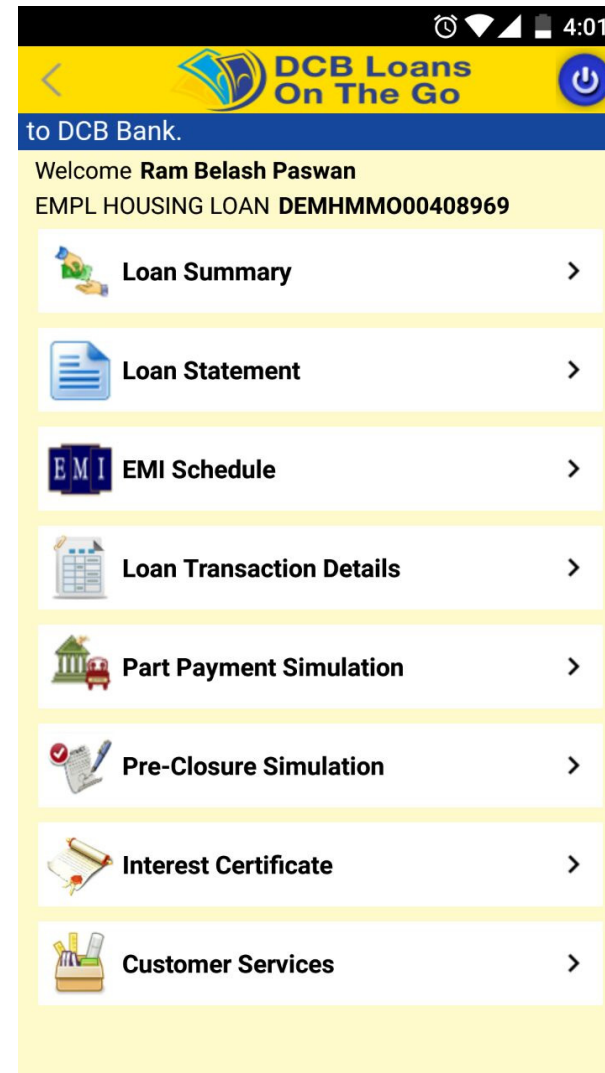 4:01
DCB Loans
On The Go
to DCB Bank.
Welcome Ram Belash Paswan
EMPL HOUSING LOAN DEMHMMO00408969
Loan Summary
Loan Statement
EMI EMI Schedule
Loan Transaction Details
Part Payment Simulation
Pre-Closure Simulation
Interest Certificate
Customer Services